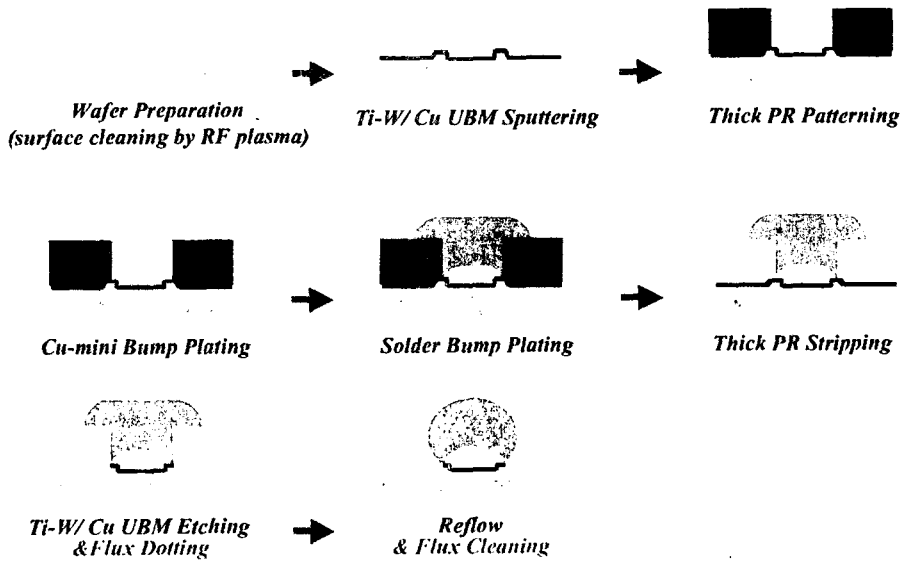 Wafer Preparation
(surface cleaning by RF plasma)
Ti-W/ Cu UBM Sputtering
Thick PR Patterning
Cu-mini Bump Plating
Solder Bump Plating
Thick PR Stripping
Ti-W/ Cu UBM Etching
&Flux Dotting
Reflow
& Flux Cleaning